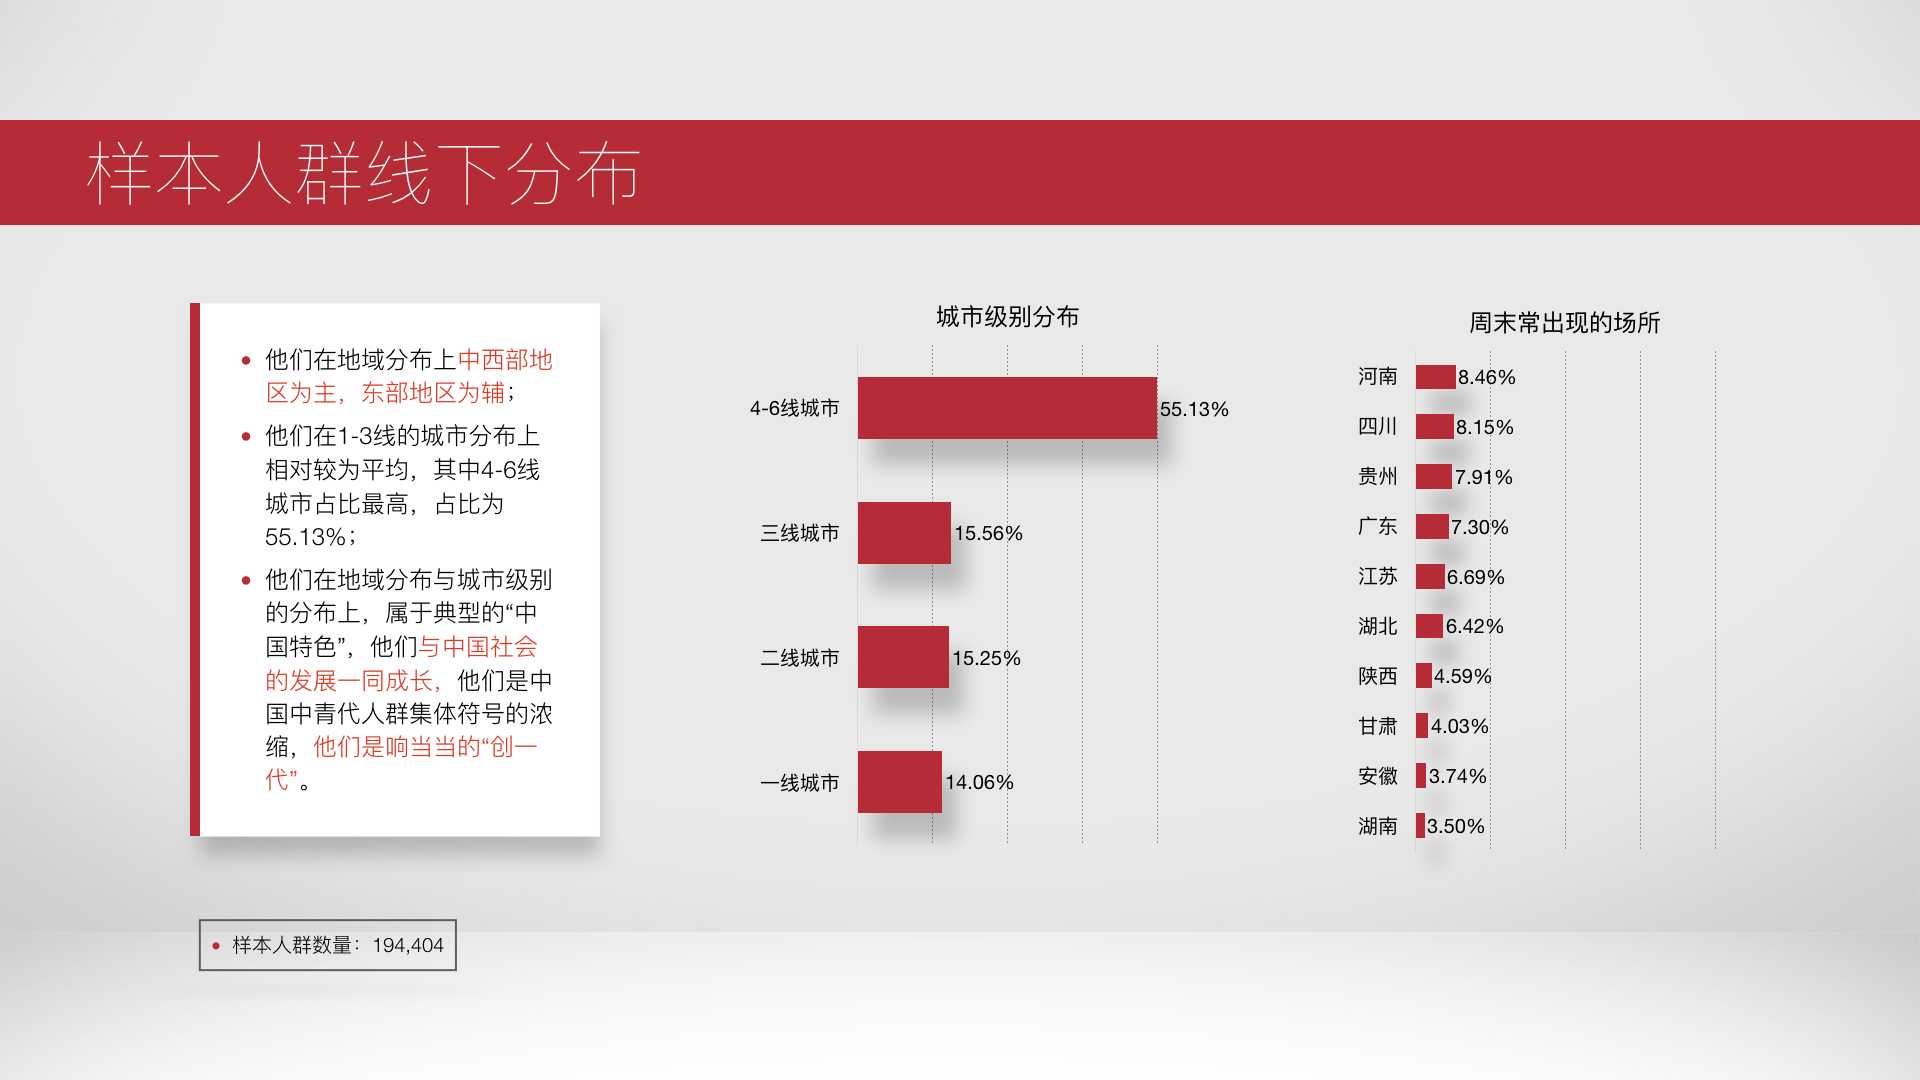 样本人群线下分布
他们在地域分布上中西部地
区为主，东部地区为辅；
他们在1-3线的城市分布上
相对较为平均，其中4-6线
城市占比最高，占比为
55.13%；
他们在地域分布与城市级别
的分布上，属于典型的“中
国特色”，他们与中国社会
的发展一同成长，他们是中
国中青代人群集体符号的浓
缩，他们是响当当的“创一
代”。
样本人群数量：194,404
城市级别分布
4-6线城市 55.13%
三线城市 15.56%
二线城市 15.25%
一线城市 14.06%
周末常出现的场所
河南 8.46%
四川 8.15%
贵州 7.91%
广东 7.30%
江苏 6.69%
湖北 6.42%
陕西 4.59%
甘肃 4.03%
安徽 3.74%
湖南 3.50%